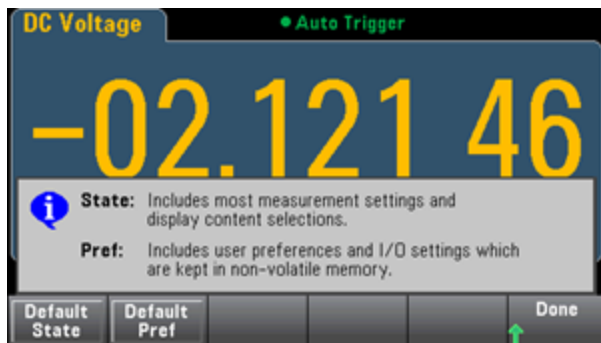 DC Voltage
Auto Trigger
-02.121 46
State: Includes most measurement settings and
display content selections.
Pref: Includes user preferences and I/O settings which
are kept in non-volatile memory.
Default
State
Default
Pref
Done